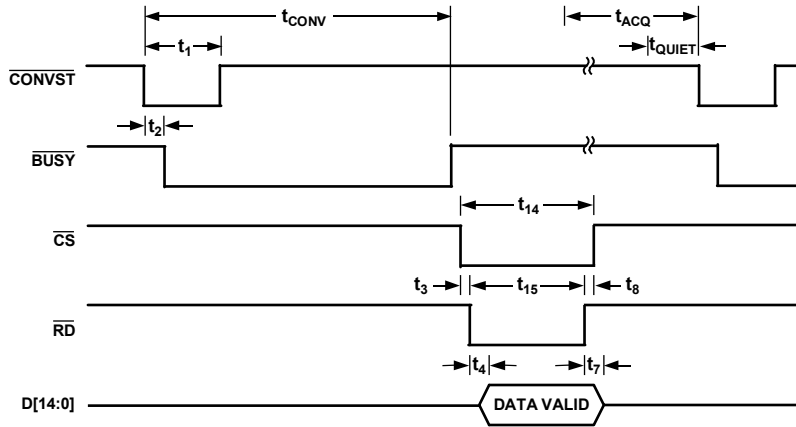 tCONV
tACQ
t1
tQUIET
CONVST
t2
BUSY
t14
CS
t3
t15
t8
RD
t4
t7
D[14:0]
DATA VALID